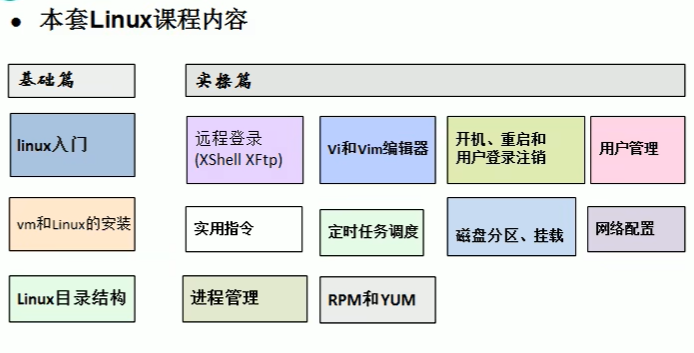 ● 本套Linux课程内容
基础篇
实操篇
linux入门
远程登录
(XShell XFtp)
Vi和Vim编辑器
开机、重启和
用户登录注销
用户管理
vm和Linux的安装
实用指令
定时任务调度
磁盘分区、挂载
网络配置
Linux目录结构
进程管理
RPM和YUM